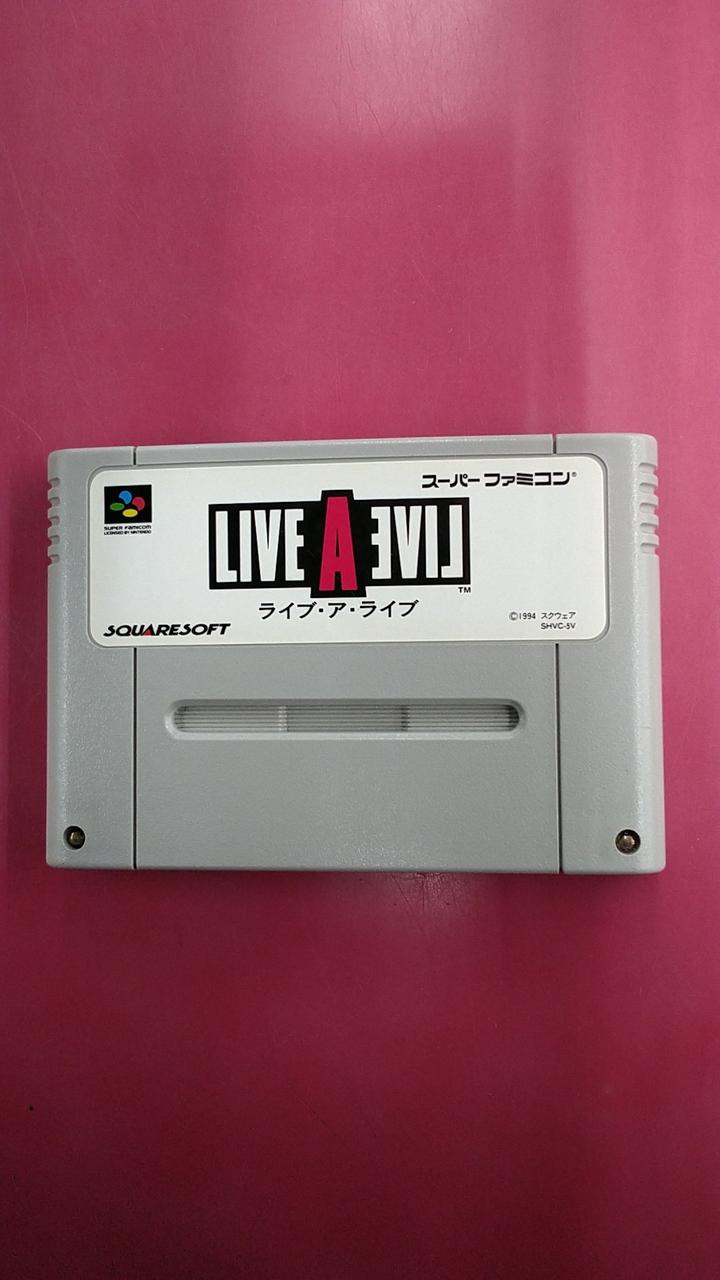 スーパーファミコン®
SUPER FAMICOM
LICENSED BY NINTENDO
LIVE A EVIL
™
ライブ・ア・ライブ
SQUARESOFT
©1994 スクウェア
SHVC-5V